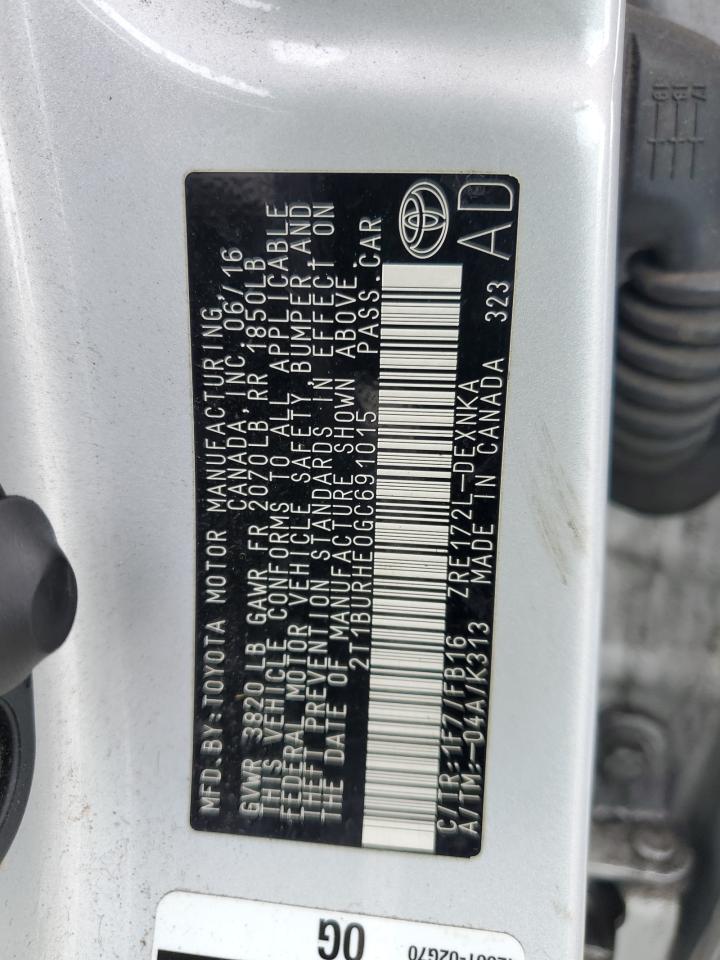 MFD.BY:TOYOTA MOTOR MANUFACTURING,
CANADA, INC. 06/16
GVWR 3820 LB GAWR FR 2070LB, RR 1850LB
THIS VEHICLE CONFORMS TO ALL APPLICABLE
FEDERAL MOTOR VEHICLE SAFETY, BUMPER AND
THEFT PREVENTION STANDARDS IN EFFECT ON
THE DATE OF MANUFACTURE SHOWN ABOVE.
2T1BURHE0GC691015 PASS.CAR
C/TR:1F7/FB16 ZRE172L-DEXNKA
A/TM:-04A/K313 MADE IN CANADA 323
AD
0G